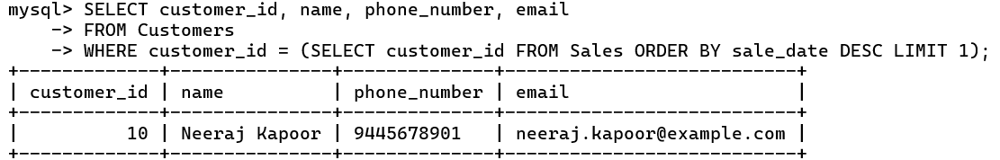 mysql> SELECT customer_id, name, phone_number, email
    -> FROM Customers
    -> WHERE customer_id = (SELECT customer_id FROM Sales ORDER BY sale_date DESC LIMIT 1);
+-------------+---------------+--------------+---------------------------+
| customer_id | name          | phone_number | email                     |
+-------------+---------------+--------------+---------------------------+
|          10 | Neeraj Kapoor | 9445678901   | neeraj.kapoor@example.com |
+-------------+---------------+--------------+---------------------------+